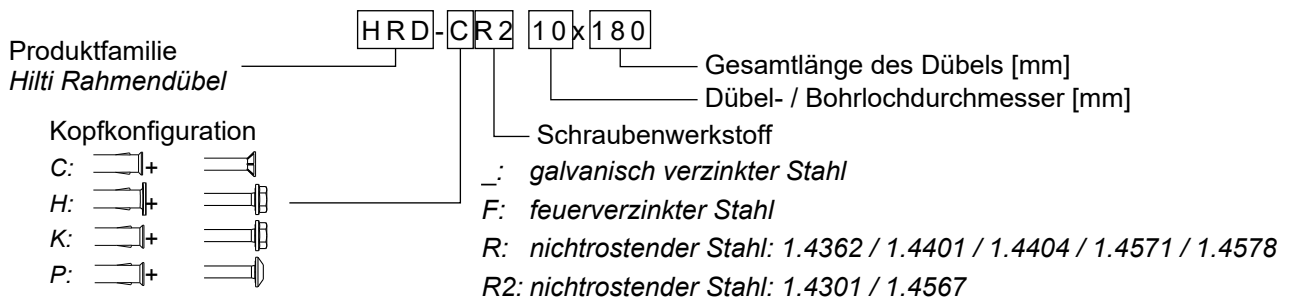 HRD-CR2 10x180
Produktfamilie
Hilti Rahmendübel
Gesamtlänge des Dübels [mm]
Dübel- / Bohrlochdurchmesser [mm]
Kopfkonfiguration
C: +
H: +
K: +
P: +
Schraubenwerkstoff
_: galvanisch verzinkter Stahl
F: feuerverzinkter Stahl
R: nichtrostender Stahl: 1.4362 / 1.4401 / 1.4404 / 1.4571 / 1.4578
R2: nichtrostender Stahl: 1.4301 / 1.4567